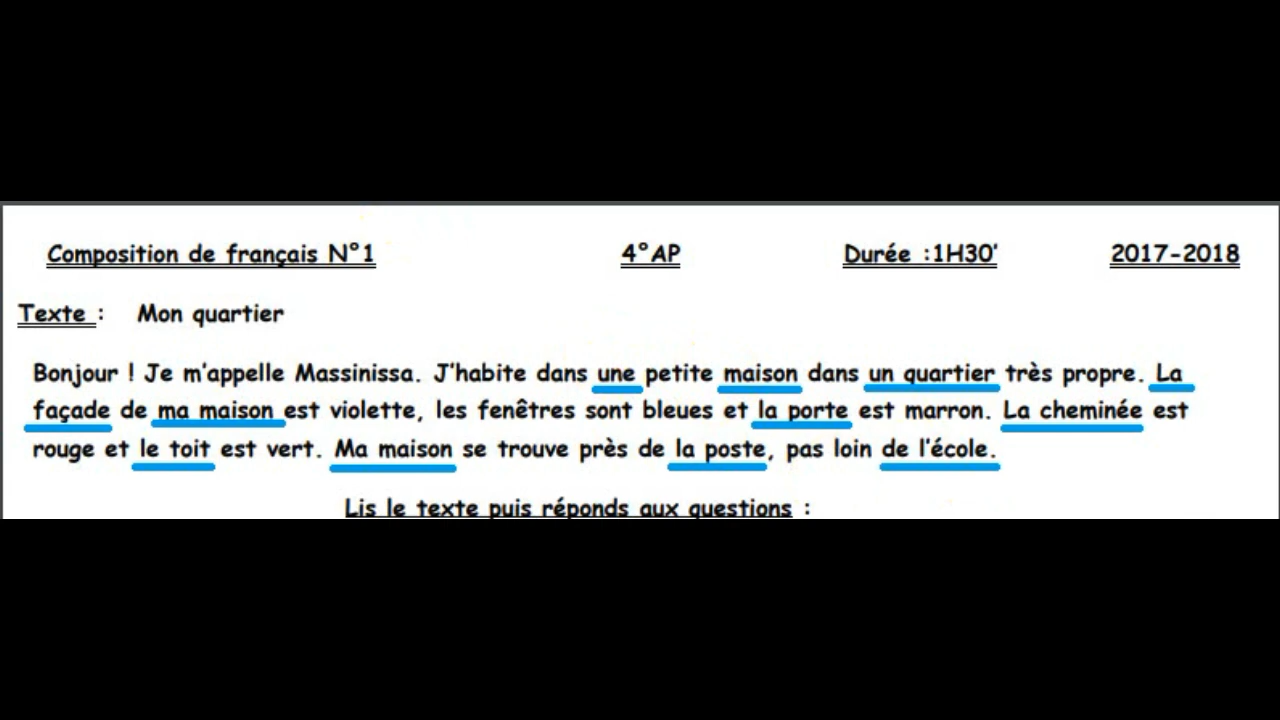 Composition de français N°1 4°AP Durée :1H30' 2017-2018
Texte : Mon quartier
Bonjour ! Je m'appelle Massinissa. J'habite dans une petite maison dans un quartier très propre. La
façade de ma maison est violette, les fenêtres sont bleues et la porte est marron. La cheminée est
rouge et le toit est vert. Ma maison se trouve près de la poste, pas loin de l'école.
Lis le texte puis réponds aux questions :